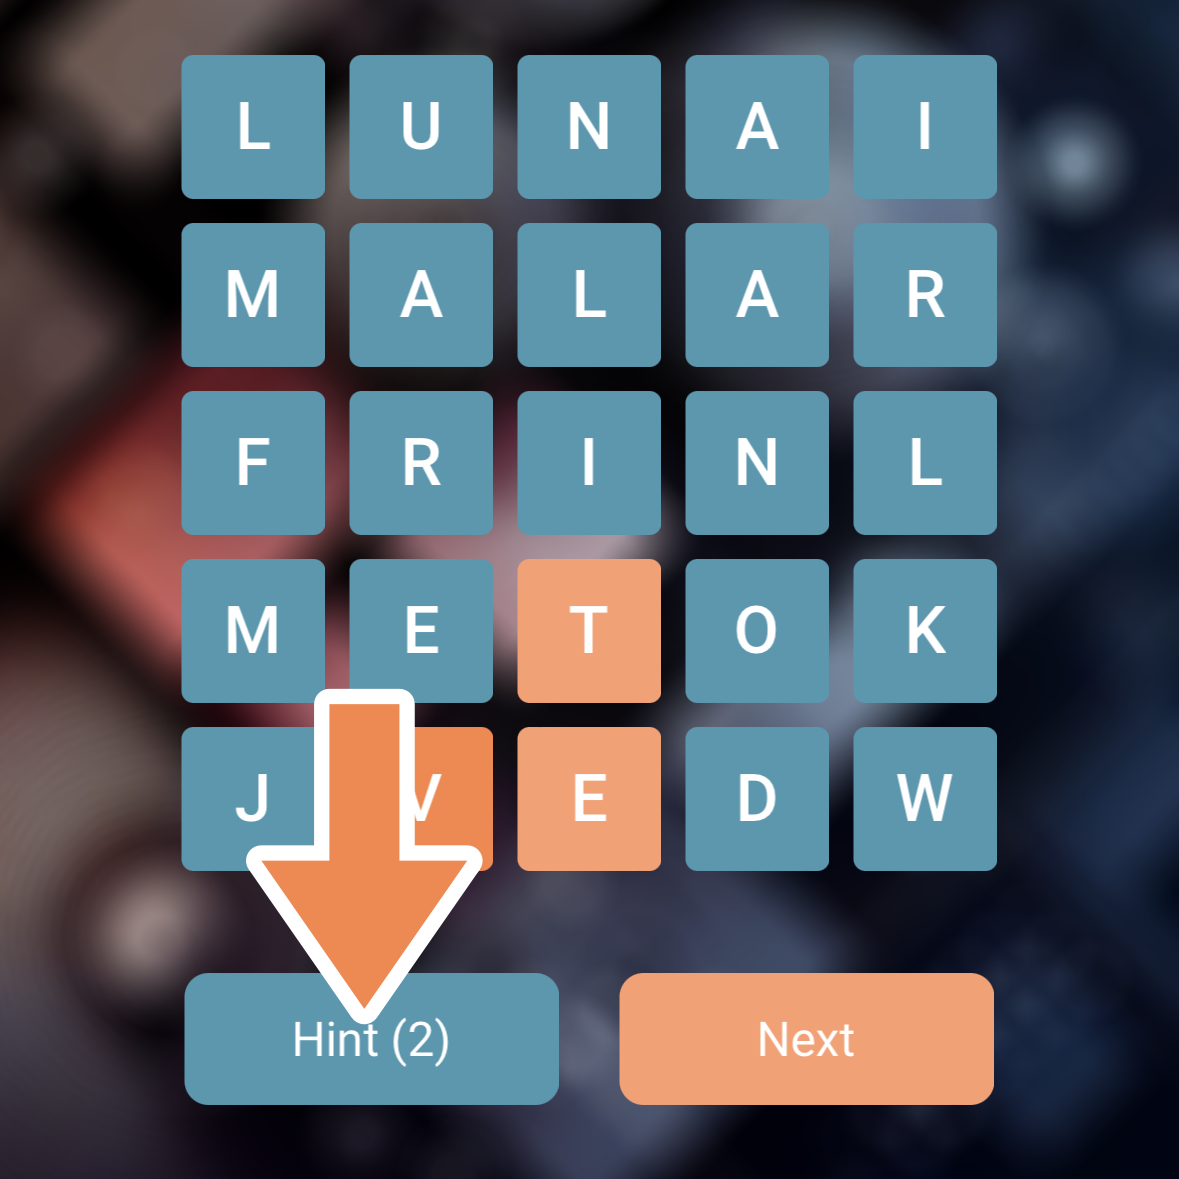 L U N A I
M A L A R
F R I N L
M E T O K
J V E D W
Hint (2) Next